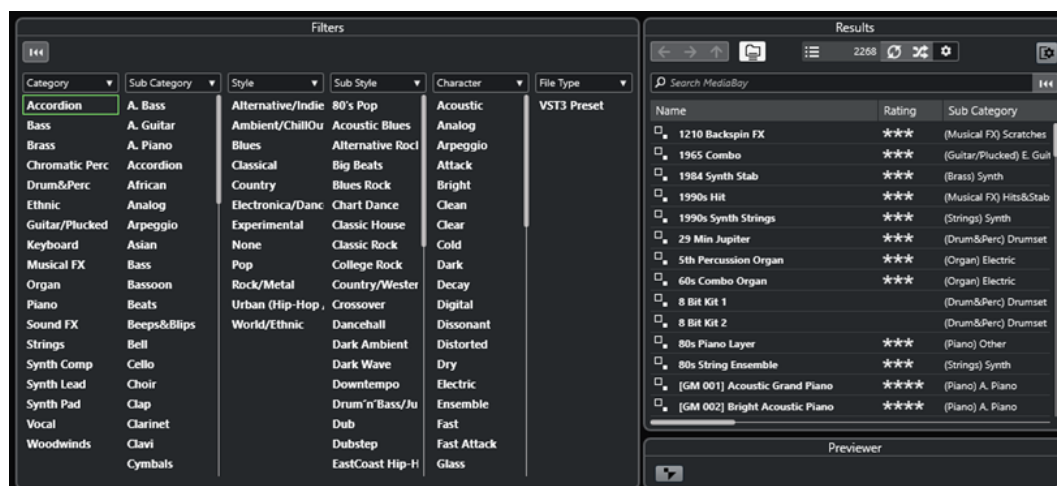 Filters
Category
Sub Category
Style
Sub Style
Character
File Type
Accordion
Bass
Brass
Chromatic Perc
Drum&Perc
Ethnic
Guitar/Plucked
Keyboard
Musical FX
Organ
Piano
Sound FX
Strings
Synth Comp
Synth Lead
Synth Pad
Vocal
Woodwinds
A. Bass
A. Guitar
A. Piano
Accordion
African
Analog
Arpeggio
Asian
Bass
Bassoon
Beats
Beeps&Blips
Bell
Cello
Choir
Clap
Clarinet
Clavi
Cymbals
Alternative/Indie
Ambient/ChillOu
Blues
Classical
Country
Electronica/Danc
Experimental
None
Pop
Rock/Metal
Urban (Hip-Hop /
World/Ethnic
80's Pop
Acoustic Blues
Alternative Rocl
Big Beats
Blues Rock
Chart Dance
Classic House
Classic Rock
College Rock
Country/Wester
Crossover
Dancehall
Dark Ambient
Dark Wave
Downtempo
Drum´n´Bass/Ju
Dub
Dubstep
EastCoast Hip-H
Acoustic
Analog
Arpeggio
Attack
Bright
Clean
Clear
Cold
Dark
Decay
Digital
Dissonant
Distorted
Dry
Electric
Ensemble
Fast
Fast Attack
Glass
VST3 Preset
Results
2268
Search MediaBay
Name Rating Sub Category
1210 Backspin FX *** (Musical FX) Scratches
1965 Combo *** (Guitar/Plucked) E. Guit
1984 Synth Stab *** (Brass) Synth
1990s Hit *** (Musical FX) Hits&Stab
1990s Synth Strings *** (Strings) Synth
29 Min Jupiter *** (Drum&Perc) Drumset
5th Percussion Organ *** (Organ) Electric
60s Combo Organ *** (Organ) Electric
8 Bit Kit 1 (Drum&Perc) Drumset
8 Bit Kit 2 (Drum&Perc) Drumset
80s Piano Layer *** (Piano) Other
80s String Ensemble *** (Strings) Synth
[GM 001] Acoustic Grand Piano **** (Piano) A. Piano
[GM 002] Bright Acoustic Piano **** (Piano) A. Piano
Previewer